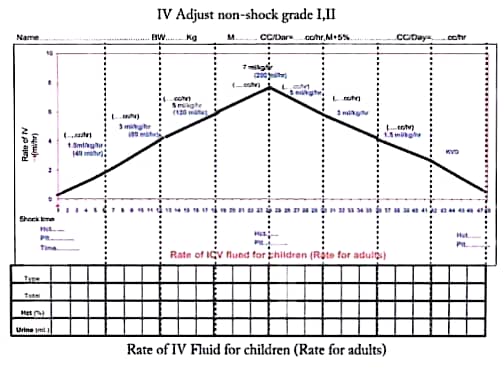 IV Adjust non-shock grade I,II
Name BW Kg M CC/Dar= cc/hr,M+5% CC/Day= cc/hr
10
8
6
4
2
0
Rate of IV
(ml/hr)
(....cc/hr)
1.5ml/kg/hr
(40 ml/hr)
(....cc/hr)
3 ml/kg/hr
(80 ml/hr)
(....cc/hr)
5 ml/kg/hr
(120 ml/hr)
7 ml/kg/hr
(200 ml/hr)
(....cc/hr)
(....cc/hr)
5 ml/kg/hr
(....cc/hr)
3 ml/kg/hr
(....cc/hr)
1.5 ml/kg/hr
KVO
1 2 3 4 5 6 7 8 9 10 11 12 13 14 15 16 17 18 19 20 21 22 23 24 25 26 27 28 29 30 31 32 33 34 35 36 37 38 39 40 41 42 43 44 45 46 47 48
Shock time
Hct
Plt
Time
Hct
Plt
Hct
Plt
Rate of ICV flund for children (Rate for adults)
Type
Total
Hct (%)
Urine (ml)
Rate of IV Fluid for children (Rate for adults)